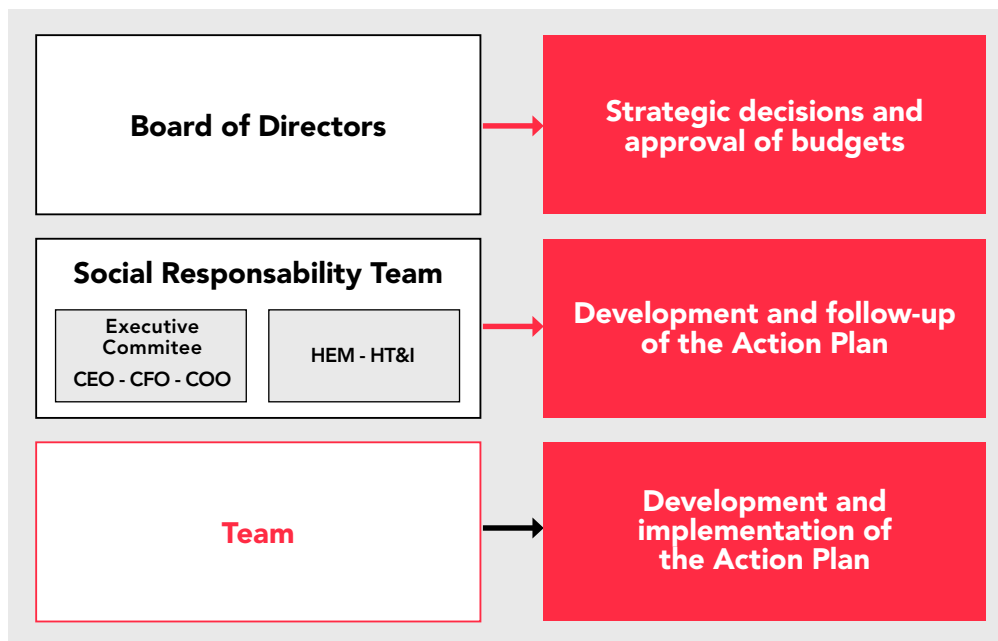 Board of Directors
Strategic decisions and
approval of budgets
Social Responsability Team
Executive
Commitee
CEO - CFO - COO
HEM - HT&I
Development and follow-up
of the Action Plan
Team
Development and
implementation of
the Action Plan